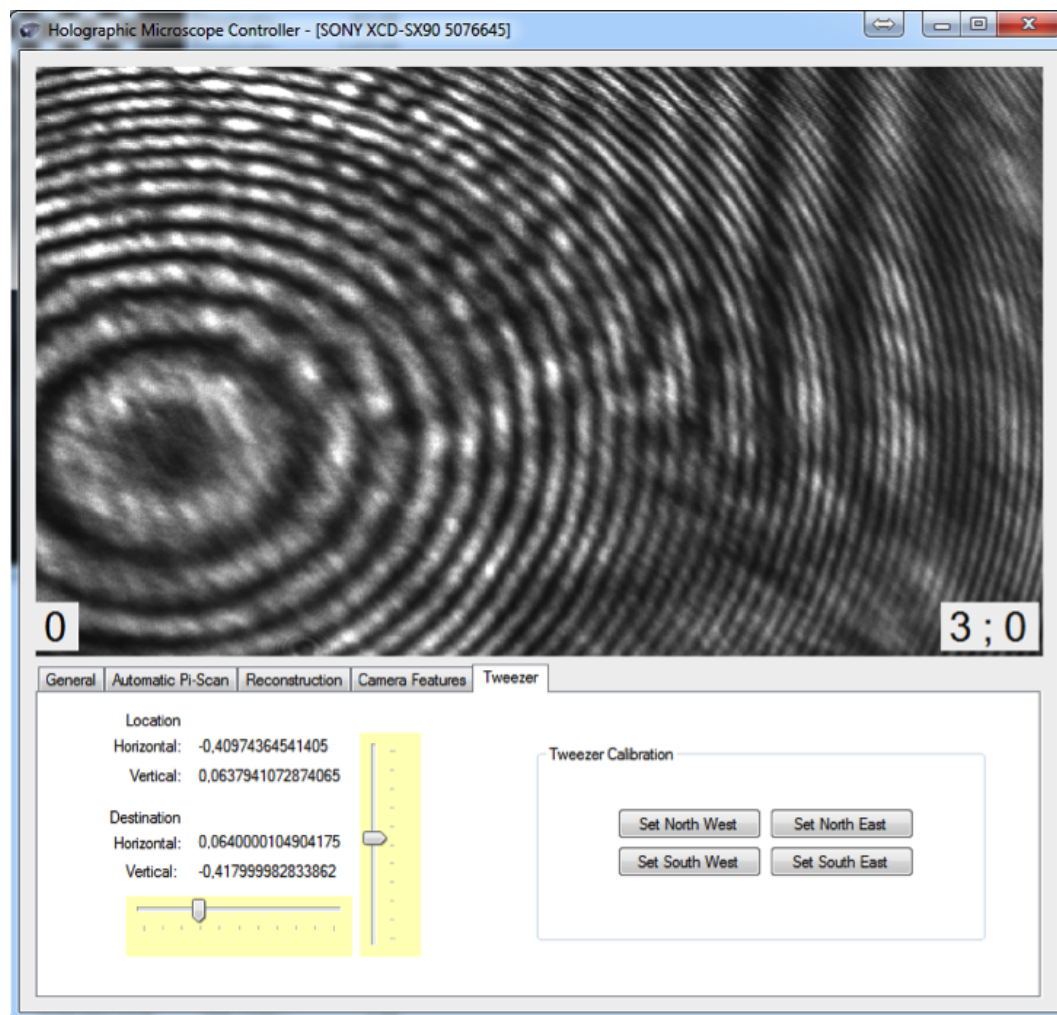 Holographic Microscope Controller - [SONY XCD-SX90 5076645]
0
3 ; 0
General
Automatic Pi-Scan
Reconstruction
Camera Features
Tweezer
Location
Horizontal: -0,40974364541405
Vertical: 0,0637941072874065
Destination
Horizontal: 0,0640000104904175
Vertical: -0,417999982833862
Tweezer Calibration
Set North West
Set North East
Set South West
Set South East